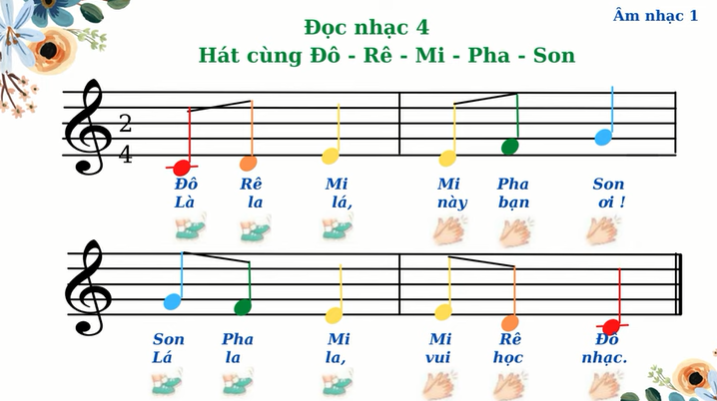 Âm nhạc 1
Đọc nhạc 4
Hát cùng Đô - Rê - Mi - Pha - Son
2
4
Đô Rê Mi Mi Pha Son
Là la lá, này bạn ơi !
Son Pha Mi Mi Rê Đô
Lá la la, vui học nhạc.